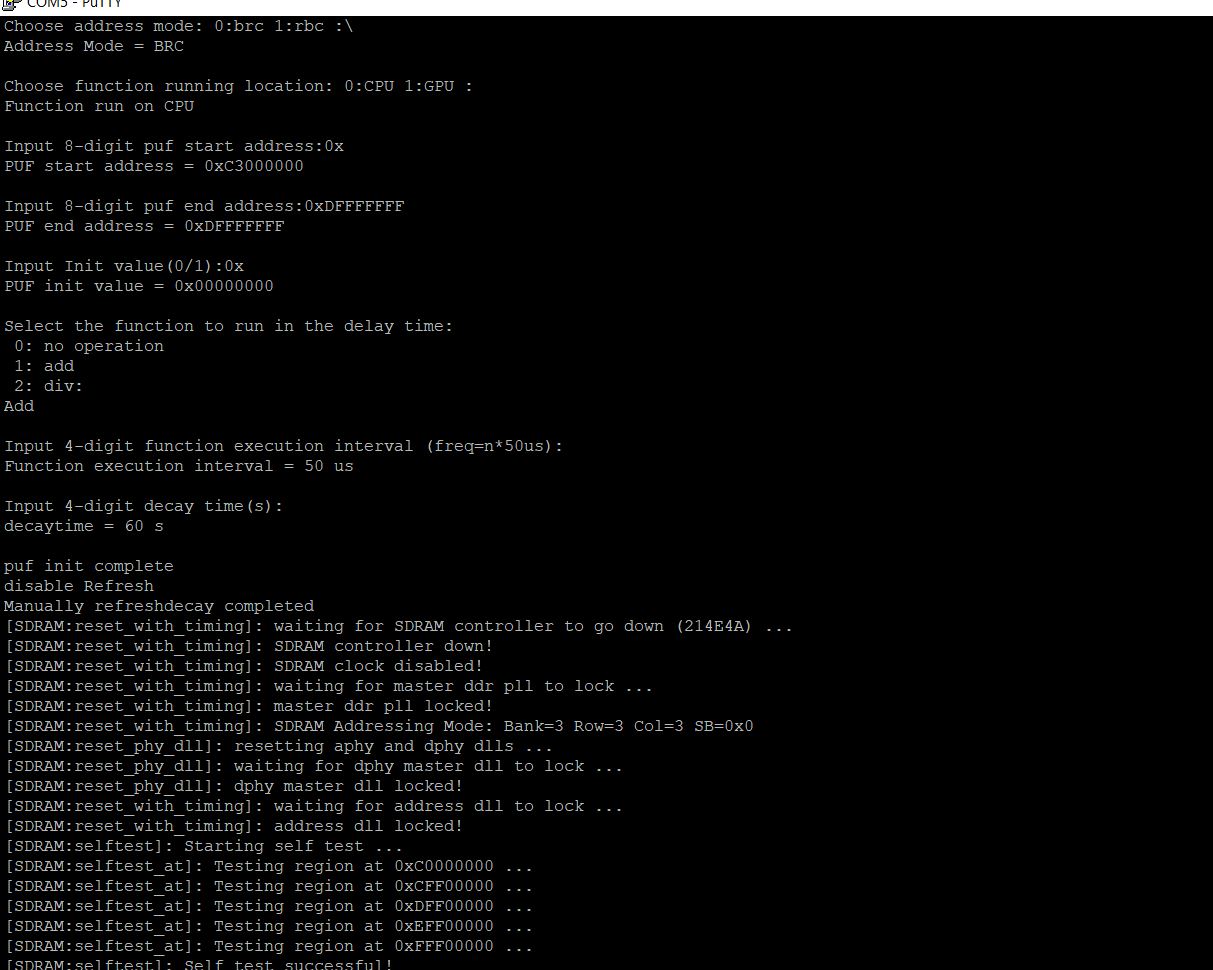 COM5 - PuTTY
Choose address mode: 0:brc 1:rbc :\
Address Mode = BRC
Choose function running location: 0:CPU 1:GPU :
Function run on CPU
Input 8-digit puf start address:0x
PUF start address = 0xC3000000
Input 8-digit puf end address:0xDFFFFFFF
PUF end address = 0xDFFFFFFF
Input Init value(0/1):0x
PUF init value = 0x00000000
Select the function to run in the delay time:
0: no operation
1: add
2: div:
Add
Input 4-digit function execution interval (freq=n*50us):
Function execution interval = 50 us
Input 4-digit decay time(s):
decaytime = 60 s
puf init complete
disable Refresh
Manually refreshdecay completed
[SDRAM:reset_with_timing]: waiting for SDRAM controller to go down (214E4A) ...
[SDRAM:reset_with_timing]: SDRAM controller down!
[SDRAM:reset_with_timing]: SDRAM clock disabled!
[SDRAM:reset_with_timing]: waiting for master ddr pll to lock ...
[SDRAM:reset_with_timing]: master ddr pll locked!
[SDRAM:reset_with_timing]: SDRAM Addressing Mode: Bank=3 Row=3 Col=3 SB=0x0
[SDRAM:reset_phy_dll]: resetting aphy and dphy dlls ...
[SDRAM:reset_phy_dll]: waiting for dphy master dll to lock ...
[SDRAM:reset_phy_dll]: dphy master dll locked!
[SDRAM:reset_with_timing]: waiting for address dll to lock ...
[SDRAM:reset_with_timing]: address dll locked!
[SDRAM:selftest]: Starting self test ...
[SDRAM:selftest_at]: Testing region at 0xC0000000 ...
[SDRAM:selftest_at]: Testing region at 0xCFF00000 ...
[SDRAM:selftest_at]: Testing region at 0xDFF00000 ...
[SDRAM:selftest_at]: Testing region at 0xEFF00000 ...
[SDRAM:selftest_at]: Testing region at 0xFFF00000 ...
[SDRAM:selftest]: Self test successful!